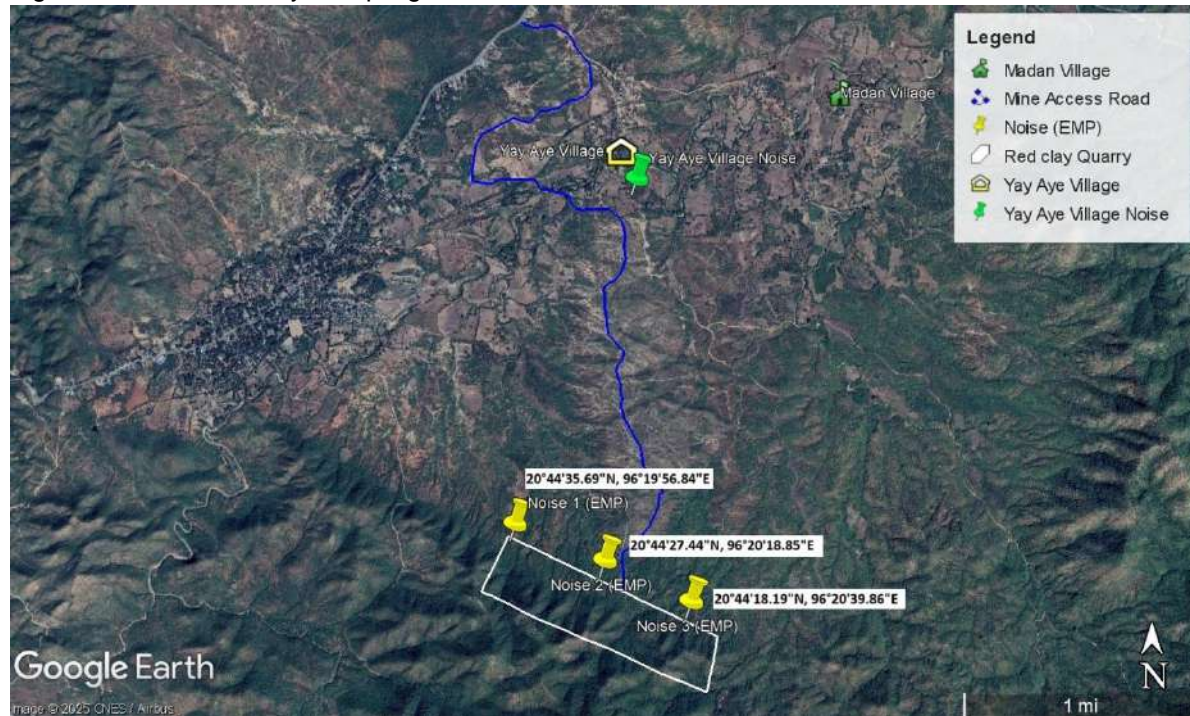 Legend
Madan Village
Mine Access Road
Noise (EMP)
Red clay Quarry
Yay Aye Village
Yay Aye Village Noise
Madan Village
Yay Aye Village
Yay Aye Village Noise
20°44'35.69"N, 96°19'56.84"E
Noise 1 (EMP)
20°44'27.44"N, 96°20'18.85"E
Noise 2 (EMP)
20°44'18.19"N, 96°20'39.86"E
Noise 3 (EMP)
Google Earth
N
1 mi
© 2025 CNES / Airbus